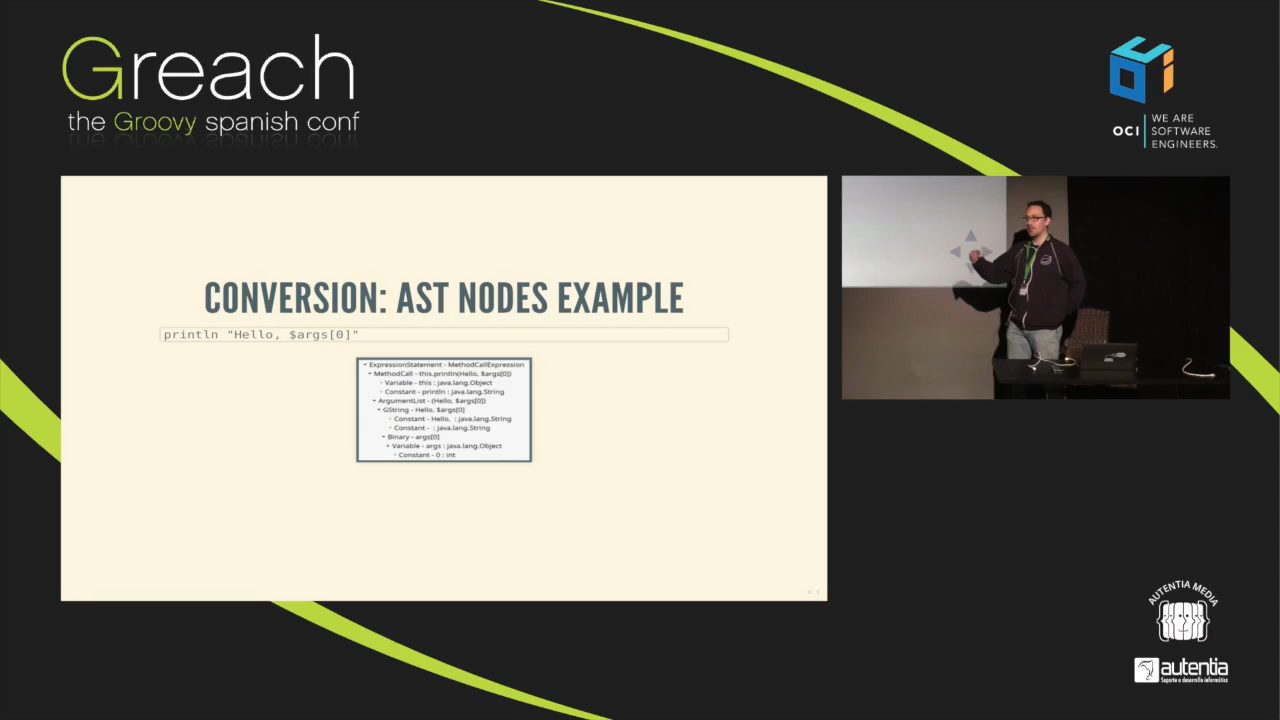 Greach
the Groovy spanish conf
OCI
WE ARE
SOFTWARE
ENGINEERS.
CONVERSION: AST NODES EXAMPLE
println "Hello, $args[0]"
ExpressionStatement - MethodCallExpression
MethodCall - this.println(Hello, $args[0])
Variable - this : java.lang.Object
Constant - println : java.lang.String
ArgumentList - (Hello, $args[0])
GString - Hello, $args[0]
Constant - Hello,  : java.lang.String
Constant -  : java.lang.String
Binary - args[0]
Variable - args : java.lang.Object
Constant - 0 : int
AUTENTIA MEDIA
autentia
Soporte a desarrollo informático